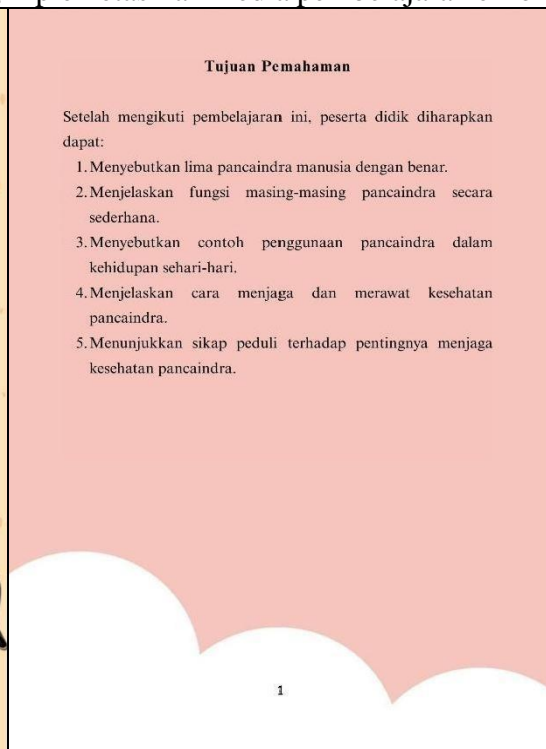 Tujuan Pemahaman
Setelah mengikuti pembelajaran ini, peserta didik diharapkan
dapat:
1. Menyebutkan lima pancaindra manusia dengan benar.
2. Menjelaskan fungsi masing-masing pancaindra secara
sederhana.
3. Menyebutkan contoh penggunaan pancaindra dalam
kehidupan sehari-hari.
4. Menjelaskan cara menjaga dan merawat kesehatan
pancaindra.
5. Menunjukkan sikap peduli terhadap pentingnya menjaga
kesehatan pancaindra.
1